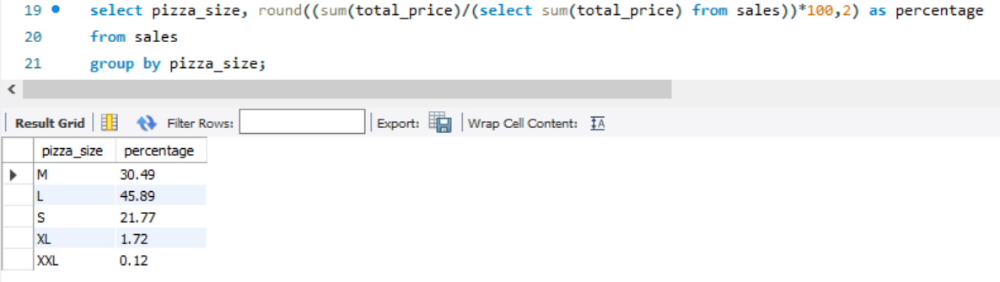 19 select pizza_size, round((sum(total_price)/(select sum(total_price) from sales))*100,2) as percentage
20 from sales
21 group by pizza_size;
Result Grid Filter Rows: Export: Wrap Cell Content: IA
pizza_size percentage
M 30.49
L 45.89
S 21.77
XL 1.72
XXL 0.12